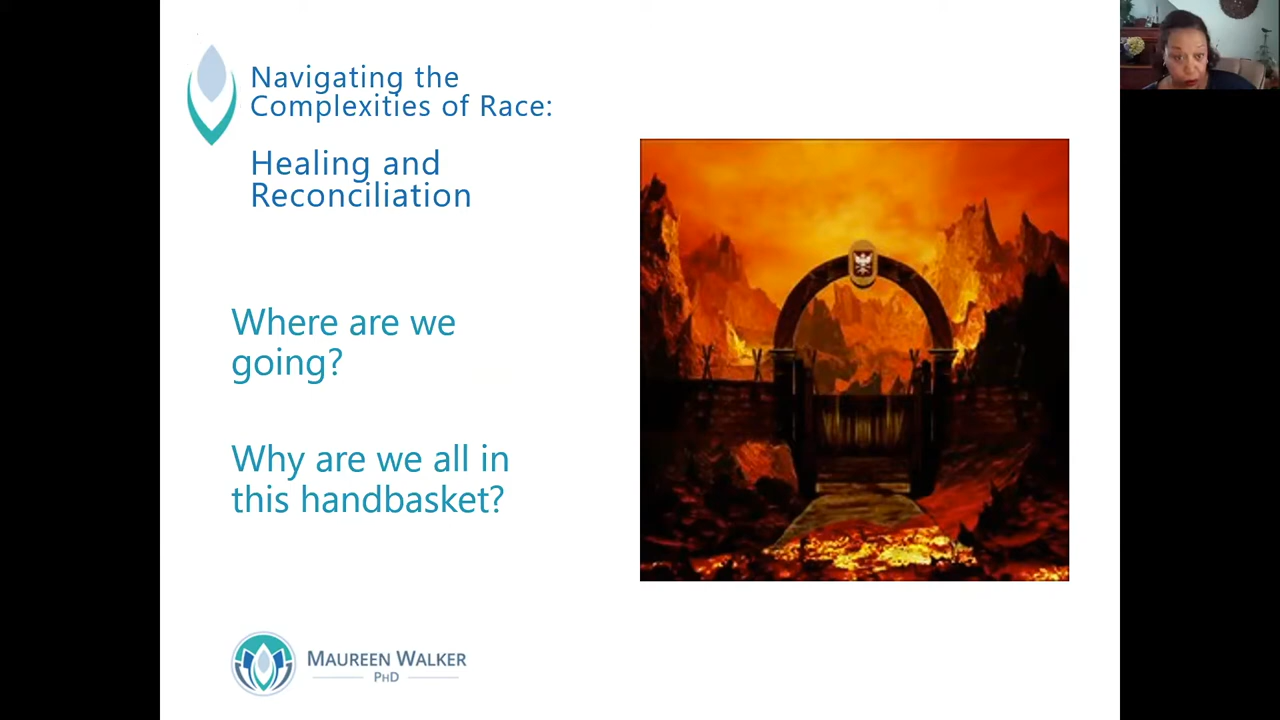 Navigating the
Complexities of Race:
Healing and
Reconciliation
Where are we
going?
Why are we all in
this handbasket?
MAUREEN WALKER
PHD